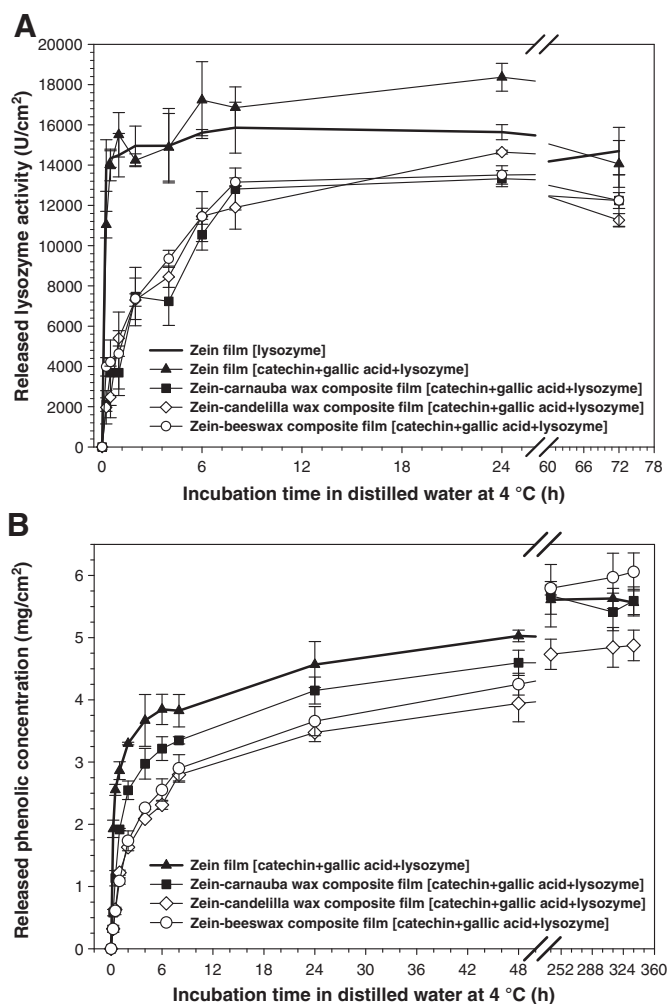 A
20000
18000
16000
14000
12000
10000
8000
6000
4000
2000
0
Released lysozyme activity (U/cm²)
Zein film [lysozyme]
Zein film [catechin+gallic acid+lysozyme]
Zein-carnauba wax composite film [catechin+gallic acid+lysozyme]
Zein-candelilla wax composite film [catechin+gallic acid+lysozyme]
Zein-beeswax composite film [catechin+gallic acid+lysozyme]
0 6 12 18 24 60 66 72 78
Incubation time in distilled water at 4 °C (h)
B
6
5
4
3
2
1
0
Released phenolic concentration (mg/cm²)
Zein film [catechin+gallic acid+lysozyme]
Zein-carnauba wax composite film [catechin+gallic acid+lysozyme]
Zein-candelilla wax composite film [catechin+gallic acid+lysozyme]
Zein-beeswax composite film [catechin+gallic acid+lysozyme]
0 6 12 18 24 30 36 42 48 252 288 324 360
Incubation time in distilled water at 4 °C (h)